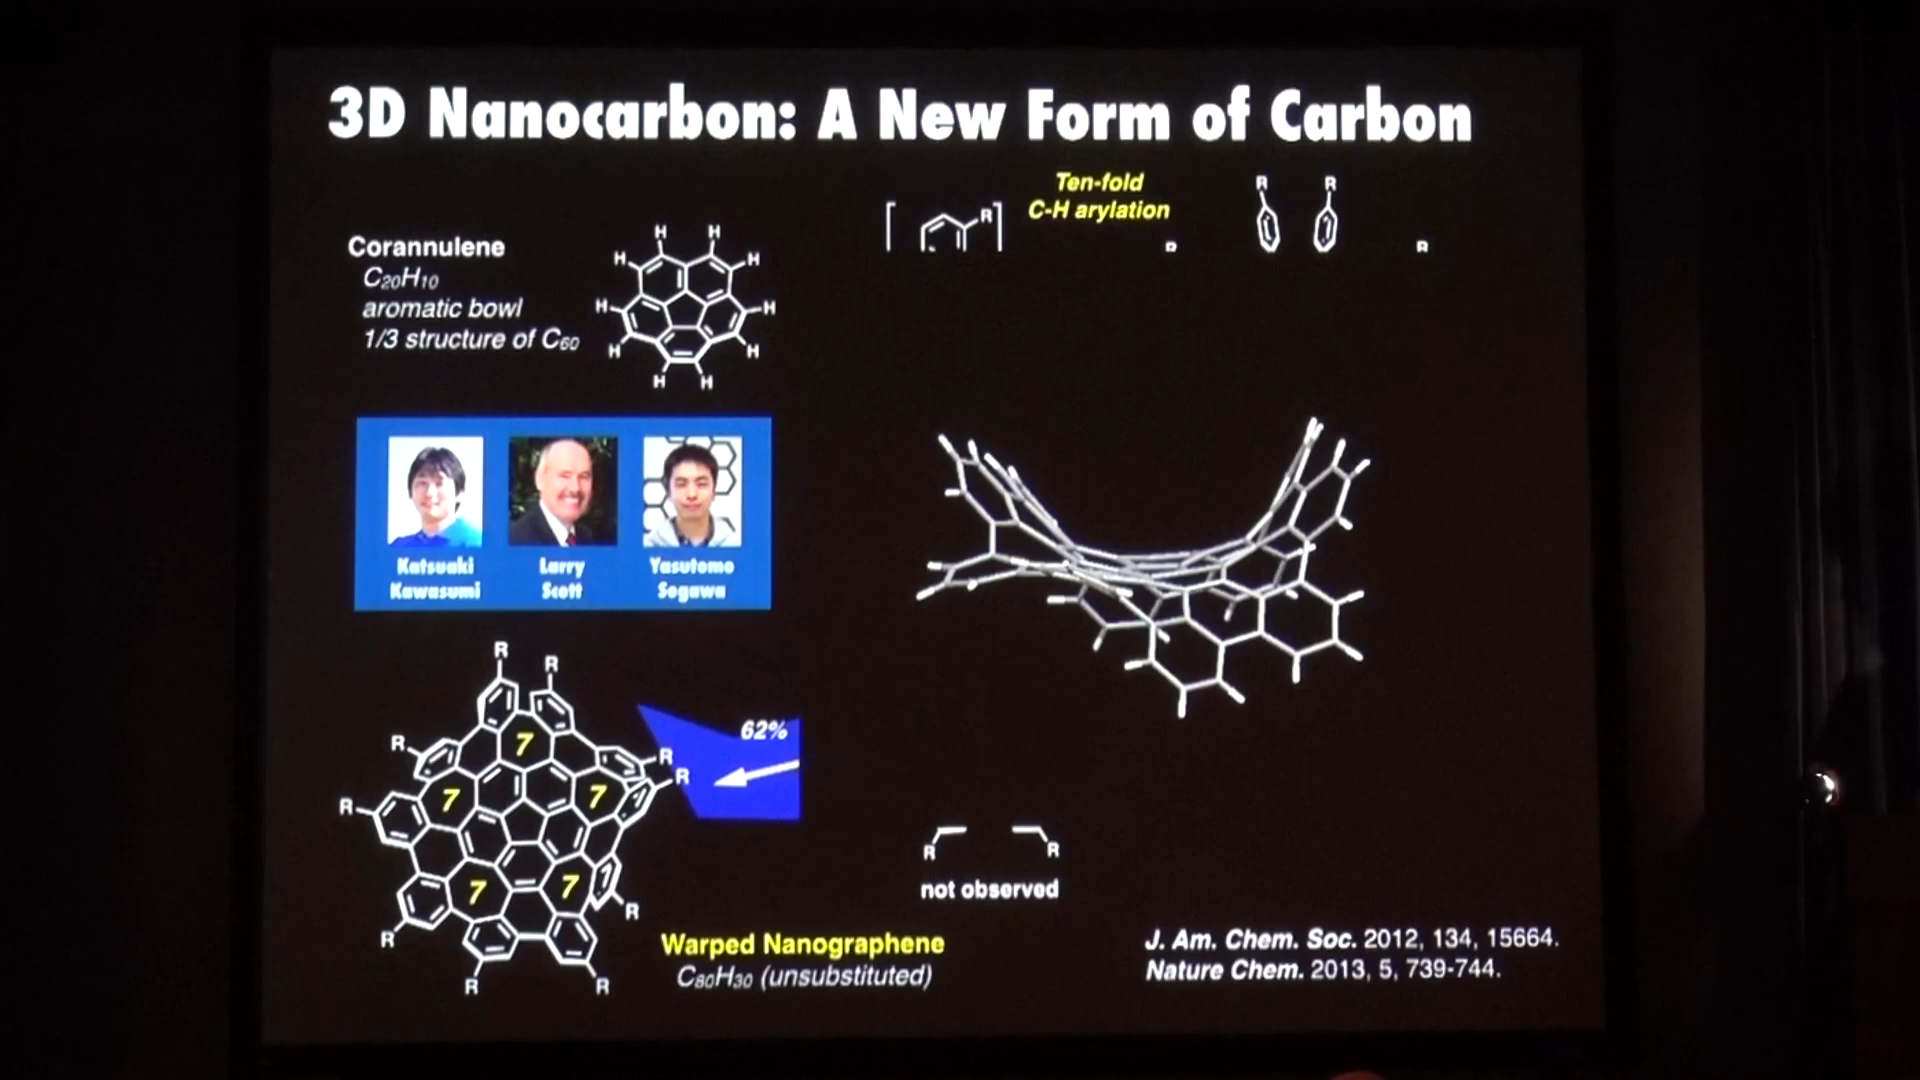 3D Nanocarbon: A New Form of Carbon
Corannulene
C₂₀H₁₀
aromatic bowl
1/3 structure of C₆₀
H H
H H
H H
H H
H H
Ten-fold
C-H arylation
R
R R
R R
Katsuaki
Kawasumi
Larry
Scott
Yasutomo
Sogawa
R R
R R
R R
R R
R R
7
7 7
7 7
62%
R R
not observed
Warped Nanographene
C₈₀H₃₀ (unsubstituted)
J. Am. Chem. Soc. 2012, 134, 15664.
Nature Chem. 2013, 5, 739-744.